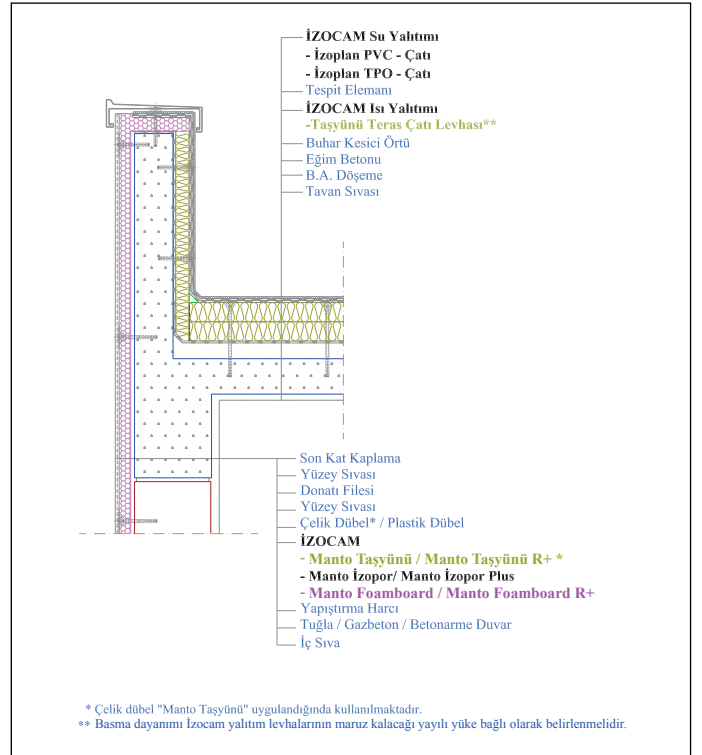 İZOCAM Su Yalıtımı
- İzoplan PVC - Çatı
- İzoplan TPO - Çatı
Tespit Elemanı
İZOCAM Isı Yalıtımı
-Taşyünü Teras Çatı Levhası**
Buhar Kesici Örtü
Eğim Betonu
B.A. Döşeme
Tavan Sıvası
Son Kat Kaplama
Yüzey Sıvası
Donatı Filesi
Yüzey Sıvası
Çelik Dübel* / Plastik Dübel
İZOCAM
- Manto Taşyünü / Manto Taşyünü R+ *
- Manto İzopor/ Manto İzopor Plus
- Manto Foamboard / Manto Foamboard R+
Yapıştırma Harcı
Tuğla / Gazbeton / Betonarme Duvar
İç Sıva
* Çelik dübel "Manto Taşyünü" uygulandığında kullanılmaktadır.
** Basma dayanımı İzocam yalıtım levhalarının maruz kalacağı yayılı yüke bağlı olarak belirlenmelidir.